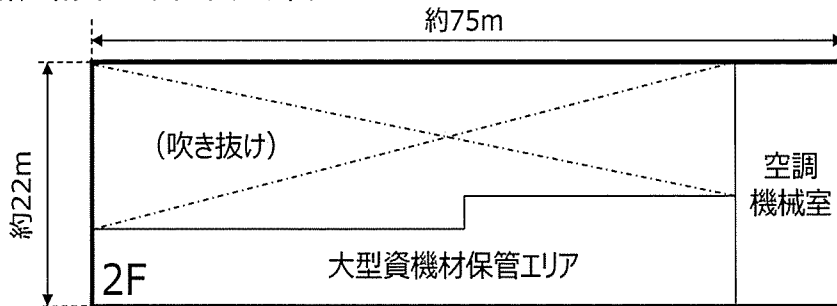 約75m
約22m
(吹き抜け)
空調
機械室
大型資機材保管エリア
2F